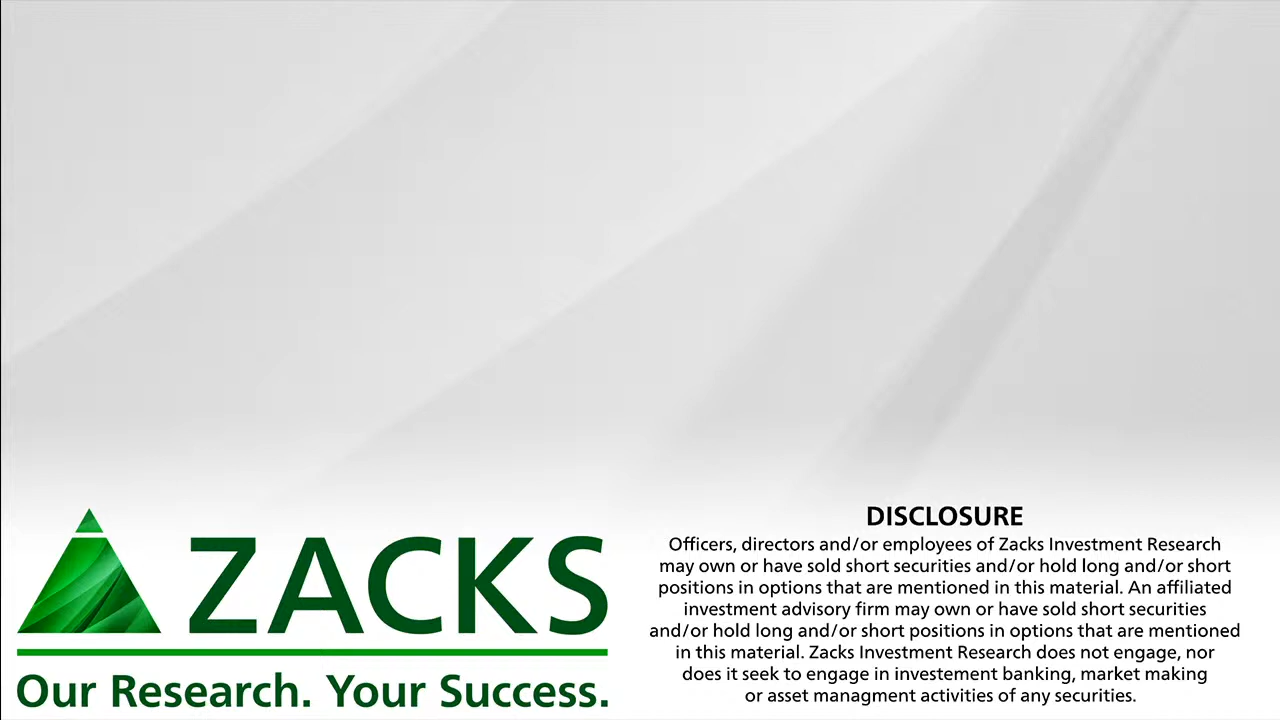 ZACKS
Our Research. Your Success.
DISCLOSURE
Officers, directors and/or employees of Zacks Investment Research
may own or have sold short securities and/or hold long and/or short
positions in options that are mentioned in this material. An affiliated
investment advisory firm may own or have sold short securities
and/or hold long and/or short positions in options that are mentioned
in this material. Zacks Investment Research does not engage, nor
does it seek to engage in investement banking, market making
or asset managment activities of any securities.